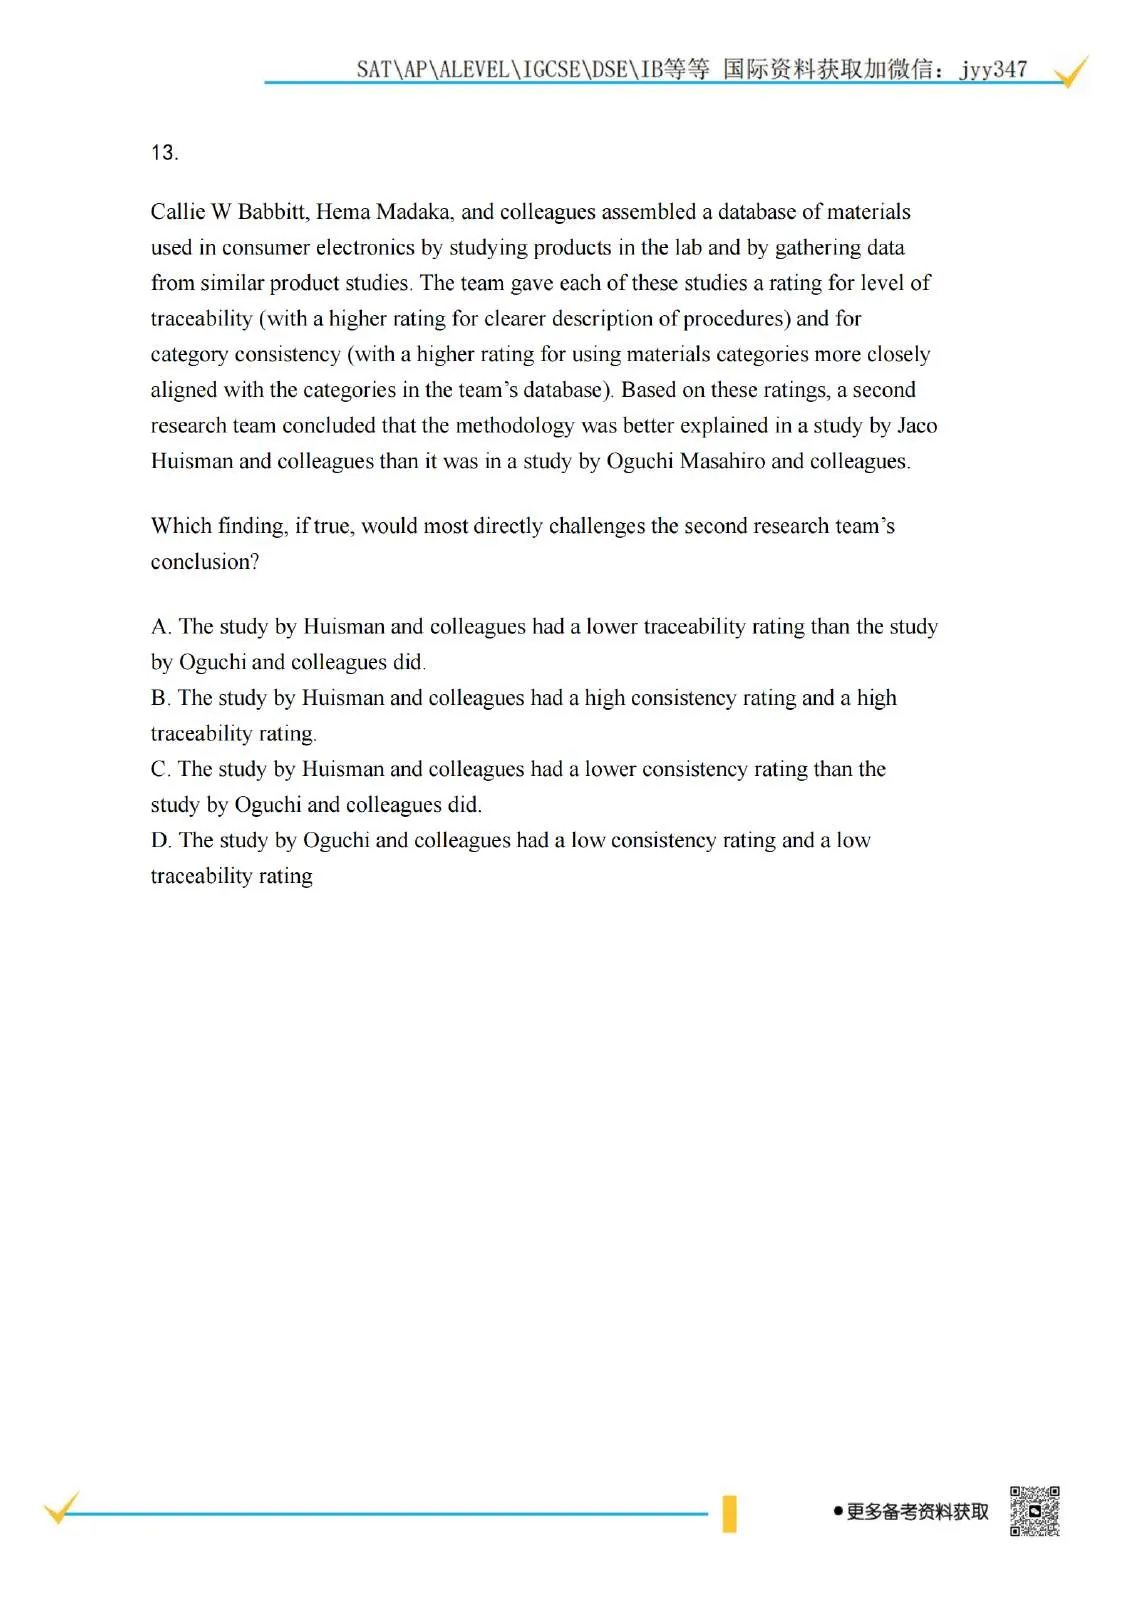 SAT\AP\ALEVEL\IGCSE\DSE\IB等等 国际资料获取加微信：jyy347
13.
Callie W Babbitt, Hema Madaka, and colleagues assembled a database of materials
used in consumer electronics by studying products in the lab and by gathering data
from similar product studies. The team gave each of these studies a rating for level of
traceability (with a higher rating for clearer description of procedures) and for
category consistency (with a higher rating for using materials categories more closely
aligned with the categories in the team’s database). Based on these ratings, a second
research team concluded that the methodology was better explained in a study by Jaco
Huisman and colleagues than it was in a study by Oguchi Masahiro and colleagues.
Which finding, if true, would most directly challenges the second research team’s
conclusion?
A. The study by Huisman and colleagues had a lower traceability rating than the study
by Oguchi and colleagues did.
B. The study by Huisman and colleagues had a high consistency rating and a high
traceability rating.
C. The study by Huisman and colleagues had a lower consistency rating than the
study by Oguchi and colleagues did.
D. The study by Oguchi and colleagues had a low consistency rating and a low
traceability rating
●更多备考资料获取